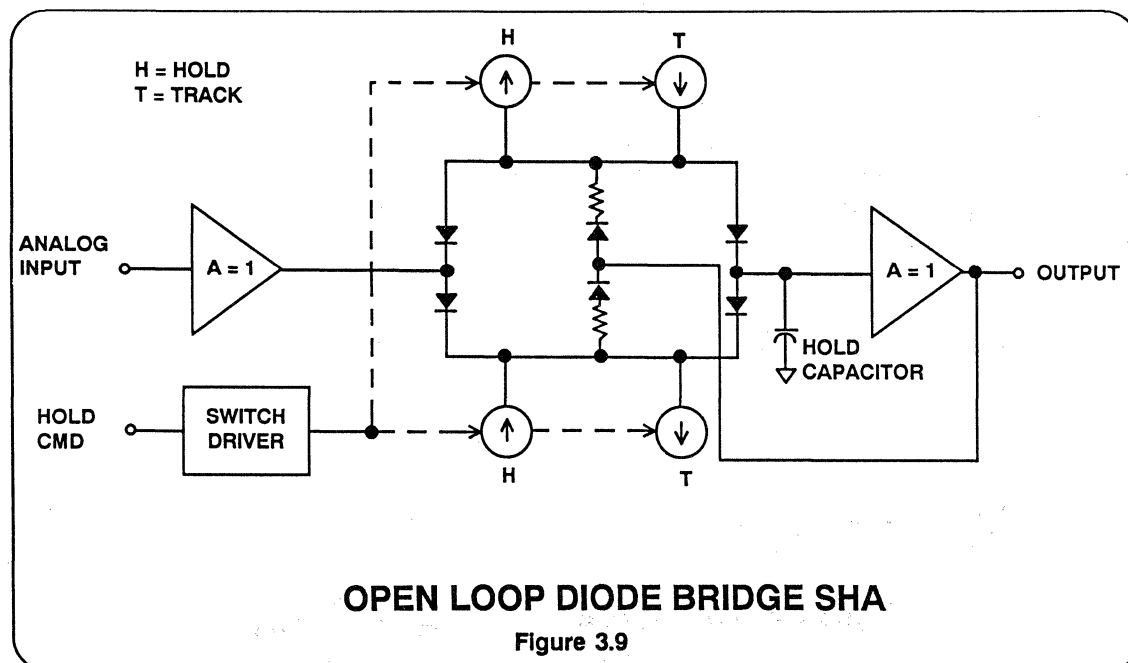 H = HOLD
T = TRACK
H
T
ANALOG
INPUT
A = 1
A = 1
OUTPUT
HOLD
CAPACITOR
HOLD
CMD
SWITCH
DRIVER
H
T
OPEN LOOP DIODE BRIDGE SHA
Figure 3.9